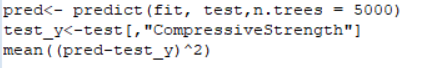 pred<- predict(fit, test,n.trees = 5000)
test_y<-test[,"CompressiveStrength"]
mean((pred-test_y)^2)